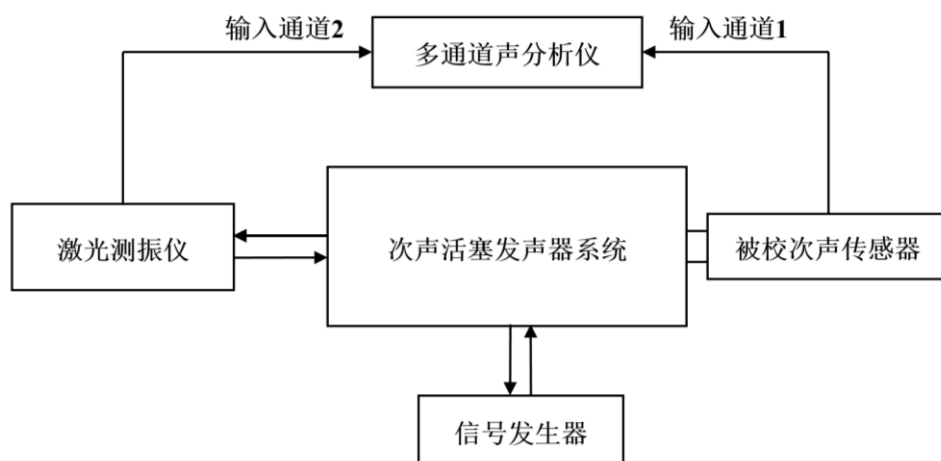 输入通道2
输入通道1
多通道声分析仪
激光测振仪
次声活塞发声器系统
被校次声传感器
信号发生器